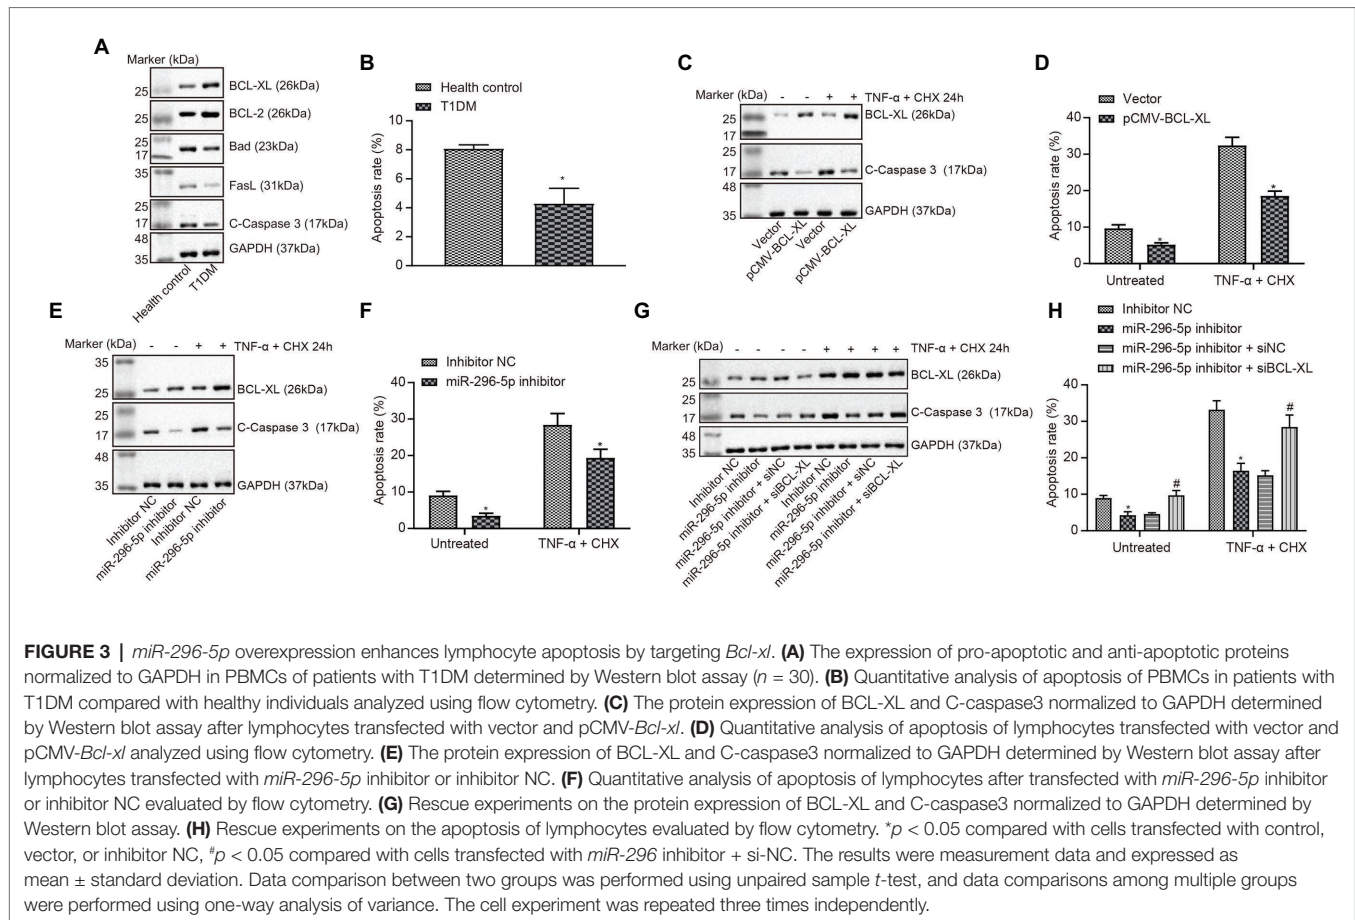 A
Marker (kDa)
25
BCL-XL (26kDa)
25
BCL-2 (26kDa)
25
17
Bad (23kDa)
35
FasL (31kDa)
25
17
C-Caspase 3 (17kDa)
48
35
GAPDH (37kDa)
Health control
T1DM
B
Health control
T1DM
Apoptosis rate (%)
10
8
6
4
2
0
*
C
- - + + TNF-α + CHX 24h
Marker (kDa)
25
17
BCL-XL (26kDa)
25
17
C-Caspase 3 (17kDa)
48
35
GAPDH (37kDa)
Vector
pCMV-BCL-XL
Vector
pCMV-BCL-XL
D
Vector
pCMV-BCL-XL
Apoptosis rate (%)
40
30
20
10
0
*
*
Untreated
TNF-α + CHX
E
- - + + TNF-α + CHX 24h
Marker (kDa)
35
25
BCL-XL (26kDa)
25
17
C-Caspase 3 (17kDa)
48
35
GAPDH (37kDa)
Inhibitor NC
miR-296-5p inhibitor
Inhibitor NC
miR-296-5p inhibitor
F
Inhibitor NC
miR-296-5p inhibitor
Apoptosis rate (%)
40
30
20
10
0
*
*
Untreated
TNF-α + CHX
G
- - - - + + + + TNF-α + CHX 24h
Marker (kDa)
35
25
BCL-XL (26kDa)
25
17
C-Caspase 3 (17kDa)
48
35
GAPDH (37kDa)
Inhibitor NC
miR-296-5p inhibitor
miR-296-5p inhibitor + siNC
miR-296-5p inhibitor + siBCL-XL
Inhibitor NC
miR-296-5p inhibitor
miR-296-5p inhibitor + siNC
miR-296-5p inhibitor + siBCL-XL
H
Inhibitor NC
miR-296-5p inhibitor
miR-296-5p inhibitor + siNC
miR-296-5p inhibitor + siBCL-XL
Apoptosis rate (%)
40
30
20
10
0
*
#
*
#
Untreated
TNF-α + CHX
FIGURE 3 | miR-296-5p overexpression enhances lymphocyte apoptosis by targeting Bcl-xl. (A) The expression of pro-apoptotic and anti-apoptotic proteins
normalized to GAPDH in PBMCs of patients with T1DM determined by Western blot assay (n = 30). (B) Quantitative analysis of apoptosis of PBMCs in patients with
T1DM compared with healthy individuals analyzed using flow cytometry. (C) The protein expression of BCL-XL and C-caspase3 normalized to GAPDH determined
by Western blot assay after lymphocytes transfected with vector and pCMV-Bcl-xl. (D) Quantitative analysis of apoptosis of lymphocytes transfected with vector and
pCMV-Bcl-xl analyzed using flow cytometry. (E) The protein expression of BCL-XL and C-caspase3 normalized to GAPDH determined by Western blot assay after
lymphocytes transfected with miR-296-5p inhibitor or inhibitor NC. (F) Quantitative analysis of apoptosis of lymphocytes after transfected with miR-296-5p inhibitor
or inhibitor NC evaluated by flow cytometry. (G) Rescue experiments on the protein expression of BCL-XL and C-caspase3 normalized to GAPDH determined by
Western blot assay. (H) Rescue experiments on the apoptosis of lymphocytes evaluated by flow cytometry. *p < 0.05 compared with cells transfected with control,
vector, or inhibitor NC, #p < 0.05 compared with cells transfected with miR-296 inhibitor + si-NC. The results were measurement data and expressed as
mean ± standard deviation. Data comparison between two groups was performed using unpaired sample t-test, and data comparisons among multiple groups
were performed using one-way analysis of variance. The cell experiment was repeated three times independently.